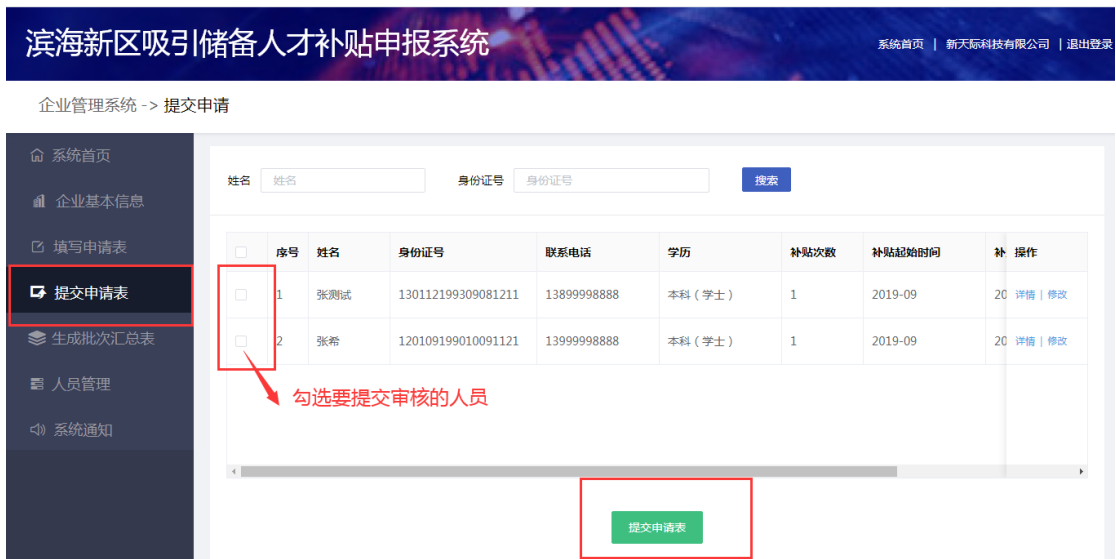 滨海新区吸引储备人才补贴申报系统
系统首页 | 新天际科技有限公司 | 退出登录
企业管理系统 -> 提交申请
系统首页
企业基本信息
填写申请表
提交申请表
生成批次汇总表
人员管理
系统通知
姓名 姓名 身份证号 身份证号 搜索
序号 姓名 身份证号 联系电话 学历 补贴次数 补贴起始时间 补 操作
1 张测试 130112199309081211 13899998888 本科（学士） 1 2019-09 20 详情 | 修改
2 张希 120109199010091121 13999998888 本科（学士） 1 2019-09 20 详情 | 修改
勾选要提交审核的人员
提交申请表